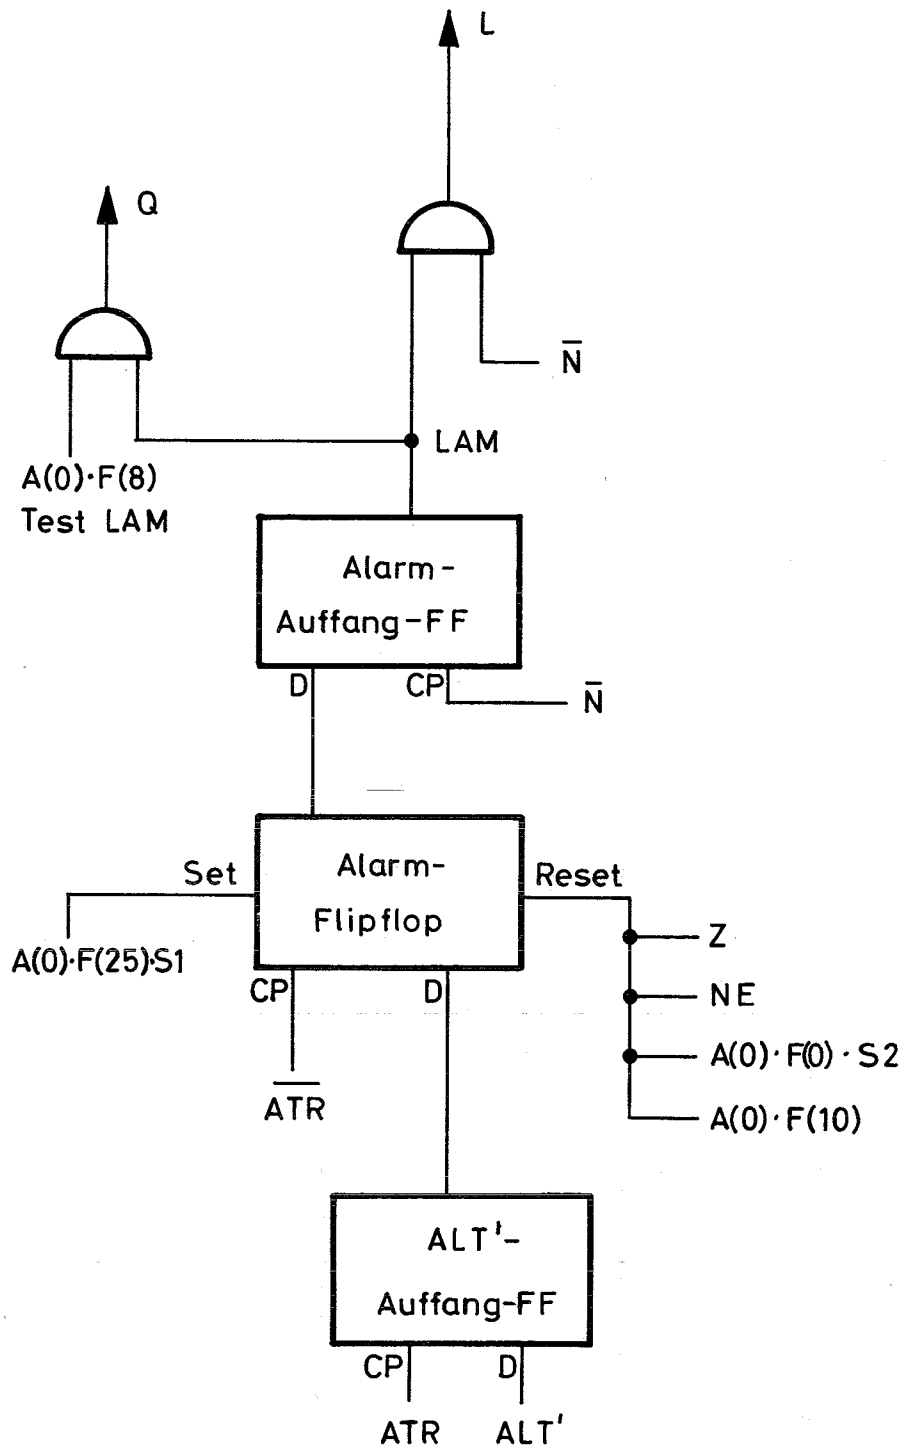 L
Q
N̅
LAM
A(0)·F(8)
Test LAM
Alarm-
Auffang-FF
D
CP
N̅
Set
Alarm-
Flipflop
Reset
A(0)·F(25)·S1
Z
CP
D
NE
A(0)·F(0)·S2
A̅T̅R̅
A(0)·F(10)
ALT'-
Auffang-FF
CP
D
ATR
ALT'